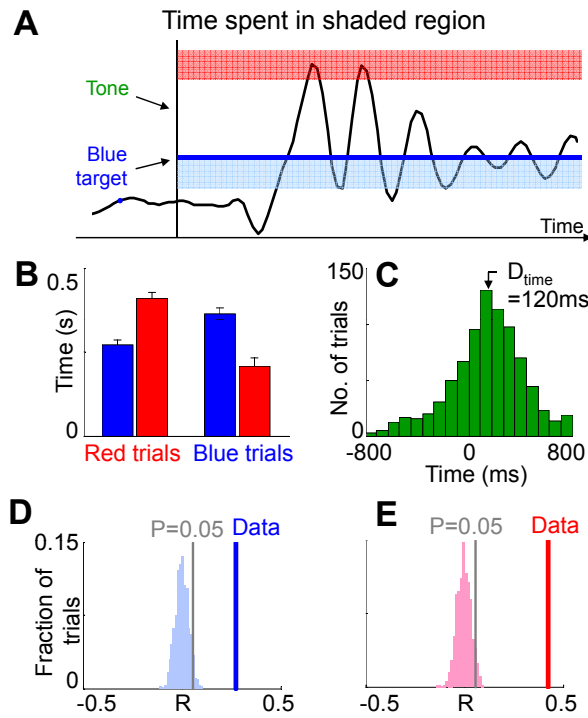 A
Time spent in shaded region
Tone
Blue
target
Time
B
0.5
Time (s)
0
Red trials
Blue trials
C
150
No. of trials
0
D_time
=120ms
-800
0
800
Time (ms)
D
P=0.05
Data
0.15
Fraction of
trials
0
-0.5
R
0.5
E
P=0.05
Data
-0.5
R
0.5